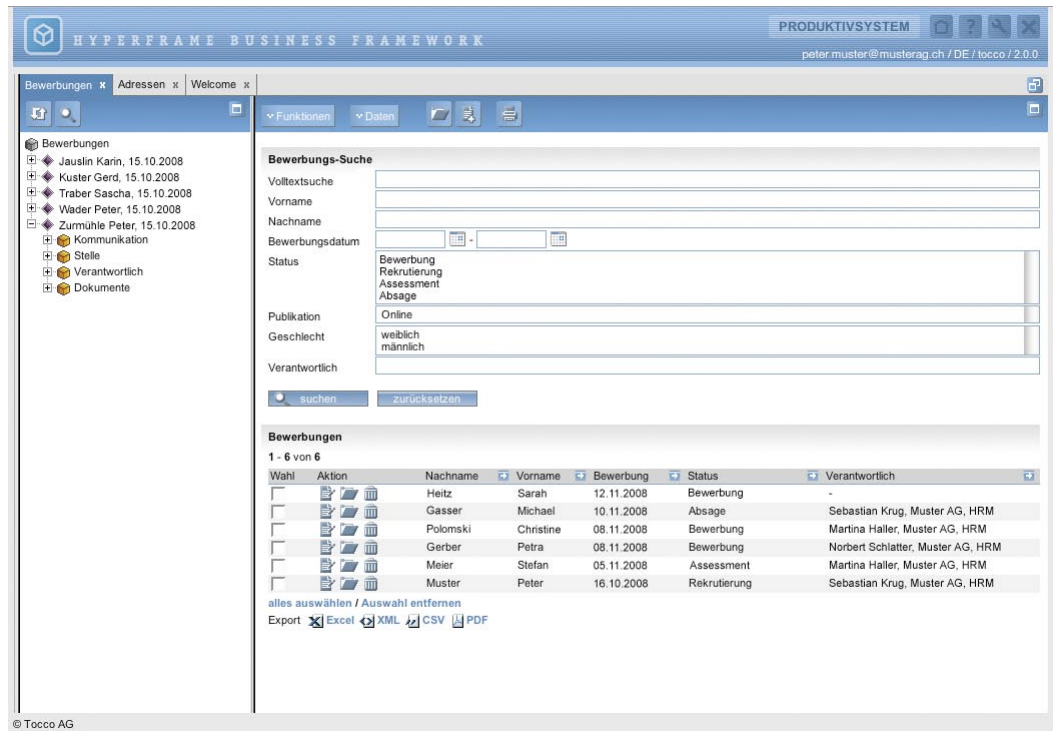 HYPERFRAME BUSINESS FRAMEWORK
PRODUKTIVSYSTEM
peter.muster@musterag.ch / DE / tocco / 2.0.0
Bewerbungen x Adressen x Welcome x
Funktionen Daten
Bewerbungen
Jauslin Karin, 15.10.2008
Kuster Gerd, 15.10.2008
Traber Sascha, 15.10.2008
Wader Peter, 15.10.2008
Zurmühle Peter, 15.10.2008
Kommunikation
Stelle
Verantwortlich
Dokumente
Bewerbungs-Suche
Volltextsuche
Vorname
Nachname
Bewerbungsdatum -
Status Bewerbung
Rekrutierung
Assessment
Absage
Publikation Online
Geschlecht weiblich
männlich
Verantwortlich
suchen zurücksetzen
Bewerbungen
1 - 6 von 6
Wahl Aktion Nachname Vorname Bewerbung Status Verantwortlich
Heitz Sarah 12.11.2008 Bewerbung -
Gasser Michael 10.11.2008 Absage Sebastian Krug, Muster AG, HRM
Polomski Christine 08.11.2008 Bewerbung Martina Haller, Muster AG, HRM
Gerber Petra 08.11.2008 Bewerbung Norbert Schlatter, Muster AG, HRM
Meier Stefan 05.11.2008 Assessment Martina Haller, Muster AG, HRM
Muster Peter 16.10.2008 Rekrutierung Sebastian Krug, Muster AG, HRM
alles auswählen / Auswahl entfernen
Export Excel XML CSV PDF
© Tocco AG